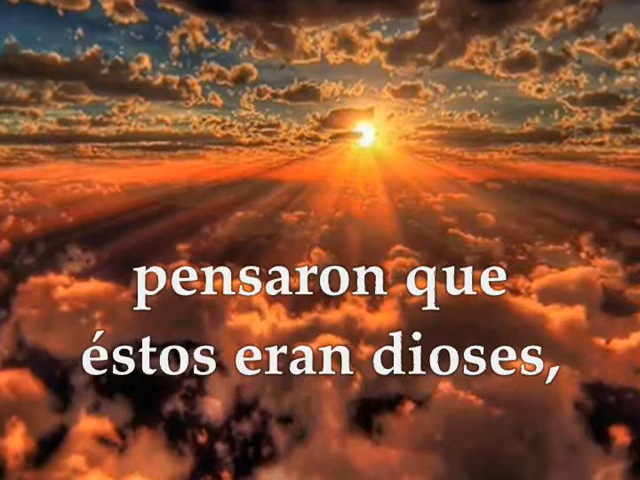 pensaron que
éstos eran dioses,